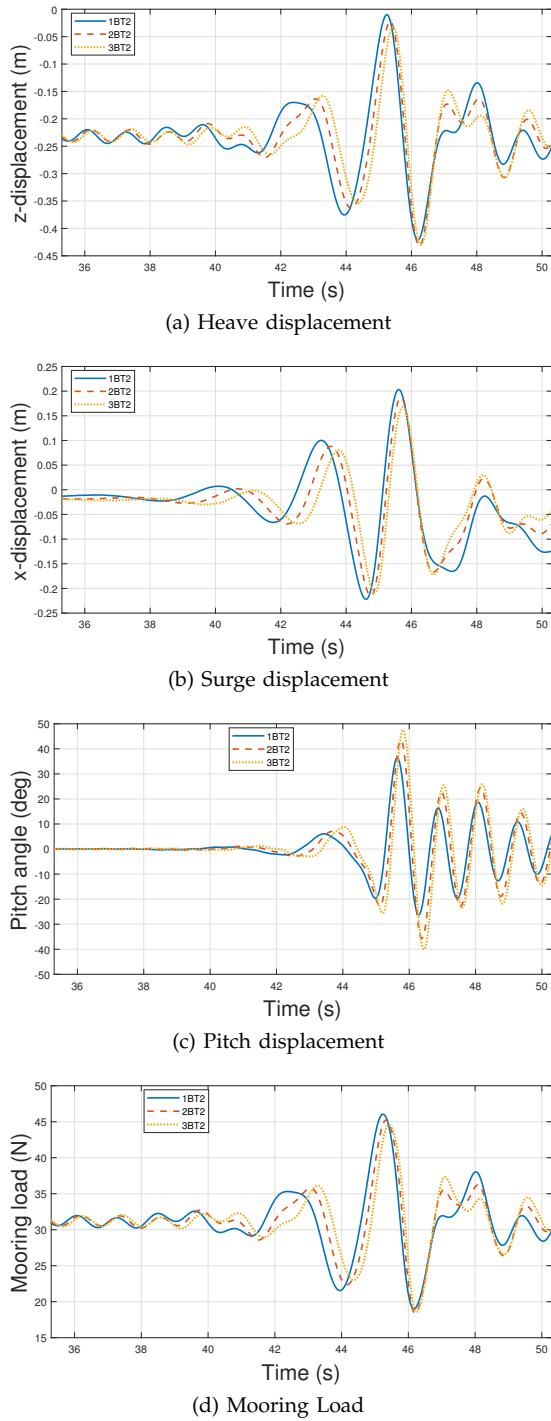 0
-0.05
-0.1
-0.15
-0.2
-0.25
-0.3
-0.35
-0.4
-0.45
z-displacement (m)
1BT2
2BT2
3BT2
36 38 40 42 44 46 48 50
Time (s)
(a) Heave displacement
0.25
0.2
0.15
0.1
0.05
0
-0.05
-0.1
-0.15
-0.2
-0.25
x-displacement (m)
1BT2
2BT2
3BT2
36 38 40 42 44 46 48 50
Time (s)
(b) Surge displacement
50
40
30
20
10
0
-10
-20
-30
-40
-50
Pitch angle (deg)
1BT2
2BT2
3BT2
36 38 40 42 44 46 48 50
Time (s)
(c) Pitch displacement
50
45
40
35
30
25
20
15
Mooring load (N)
1BT2
2BT2
3BT2
36 38 40 42 44 46 48 50
Time (s)
(d) Mooring Load